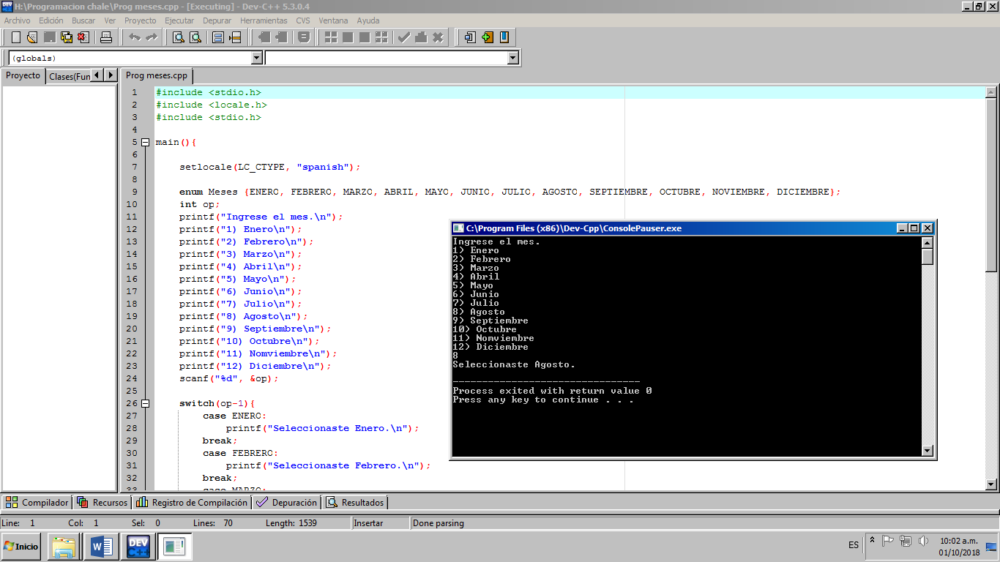 H:\Programacion chale\Prog meses.cpp - [Executing] - Dev-C++ 5.3.0.4
Archivo Edición Buscar Ver Proyecto Ejecutar Depurar Herramientas CVS Ventana Ayuda
(globals)
Proyecto Clases(Fun
Prog meses.cpp
1 #include <stdio.h>
2 #include <locale.h>
3 #include <stdio.h>
4
5 main(){
6
7 setlocale(LC_CTYPE, "spanish");
8
9 enum Meses {ENERO, FEBRERO, MARZO, ABRIL, MAYO, JUNIO, JULIO, AGOSTO, SEPTIEMBRE, OCTUBRE, NOVIEMBRE, DICIEMBRE};
10 int op;
11 printf("Ingrese el mes.\n");
12 printf("1) Enero\n");
13 printf("2) Febrero\n");
14 printf("3) Marzo\n");
15 printf("4) Abril\n");
16 printf("5) Mayo\n");
17 printf("6) Junio\n");
18 printf("7) Julio\n");
19 printf("8) Agosto\n");
20 printf("9) Septiembre\n");
21 printf("10) Octubre\n");
22 printf("11) Nomviembre\n");
23 printf("12) Diciembre\n");
24 scanf("%d", &op);
25
26 switch(op-1){
27 case ENERO:
28 printf("Seleccionaste Enero.\n");
29 break;
30 case FEBRERO:
31 printf("Seleccionaste Febrero.\n");
32 break;
33 case MARZO:
C:\Program Files (x86)\Dev-Cpp\ConsolePauser.exe
Ingrese el mes.
1) Enero
2) Febrero
3) Marzo
4) Abril
5) Mayo
6) Junio
7) Julio
8) Agosto
9) Septiembre
10) Octubre
11) Nomviembre
12) Diciembre
8
Seleccionaste Agosto.
--------------------------------
Process exited with return value 0
Press any key to continue . . .
Compilador Recursos Registro de Compilación Depuración Resultados
Line: 1 Col: 1 Sel: 0 Lines: 70 Length: 1539 Insertar Done parsing
Inicio W DEV C++ ES 10:02 a.m.
01/10/2018